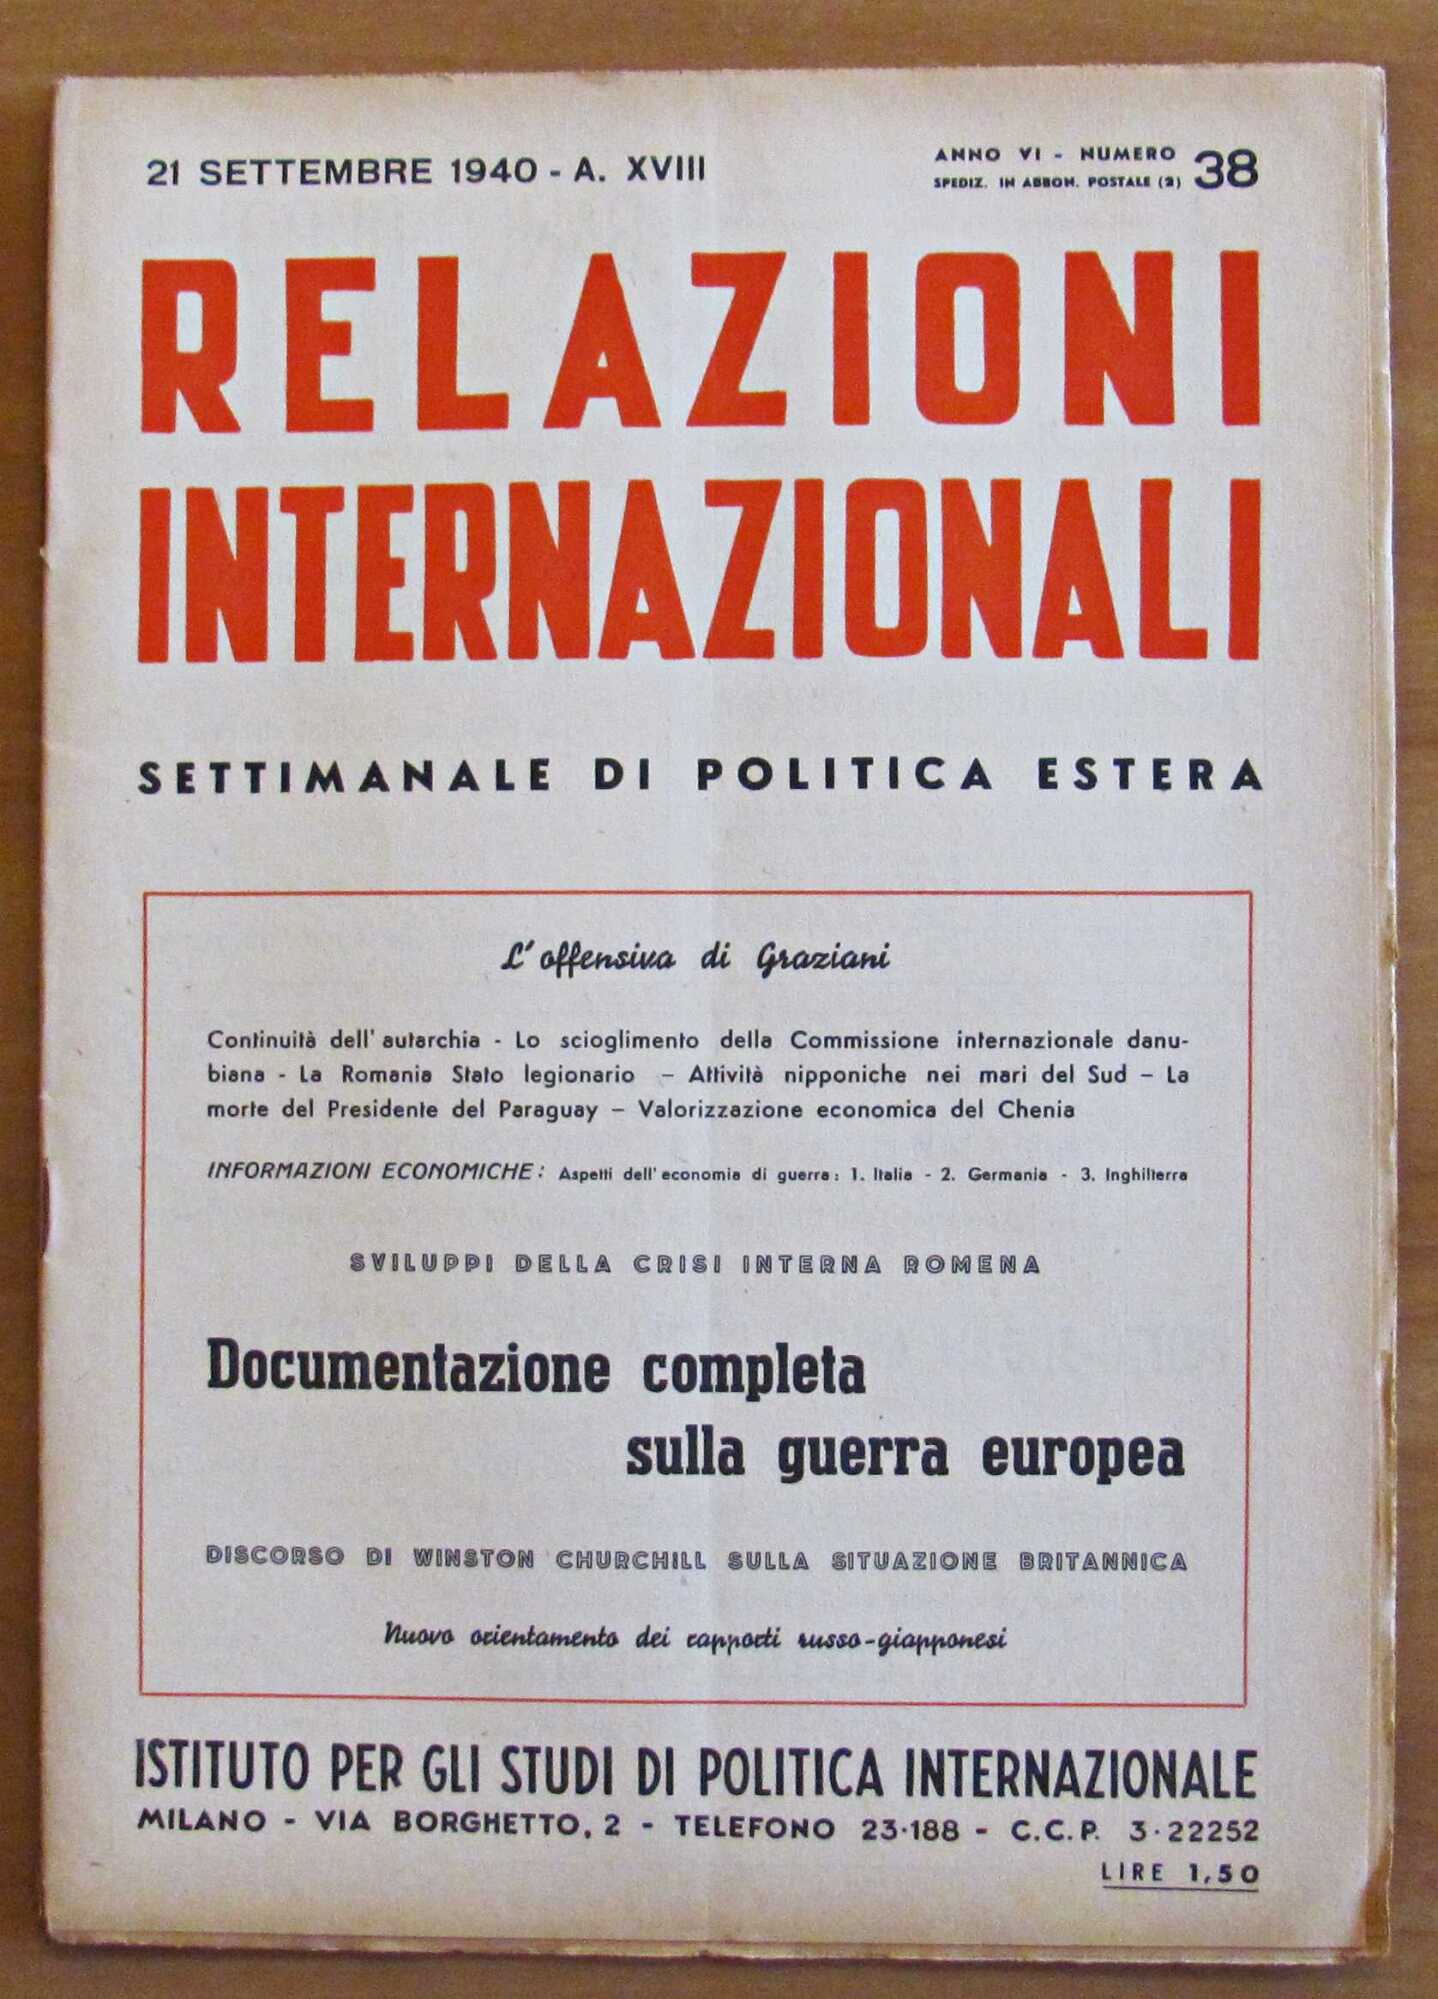 21 SETTEMBRE 1940 - A. XVIII
ANNO VI - NUMERO 38
SPEDIZ. IN ABBON. POSTALE (2)
RELAZIONI
INTERNAZIONALI
SETTIMANALE DI POLITICA ESTERA
L'offensiva di Graziani
Continuità dell'autarchia - Lo scioglimento della Commissione internazionale danu-
biana - La Romania Stato legionario – Attività nipponiche nei mari del Sud – La
morte del Presidente del Paraguay – Valorizzazione economica del Chenia
INFORMAZIONI ECONOMICHE: Aspetti dell'economia di guerra: 1. Italia - 2. Germania - 3. Inghilterra
SVILUPPI DELLA CRISI INTERNA ROMENA
Documentazione completa
sulla guerra europea
DISCORSO DI WINSTON CHURCHILL SULLA SITUAZIONE BRITANNICA
Nuovo orientamento dei rapporti russo-giapponesi
ISTITUTO PER GLI STUDI DI POLITICA INTERNAZIONALE
MILANO - VIA BORGHETTO, 2 - TELEFONO 23-188 - C.C.P. 3-22252
LIRE 1,50